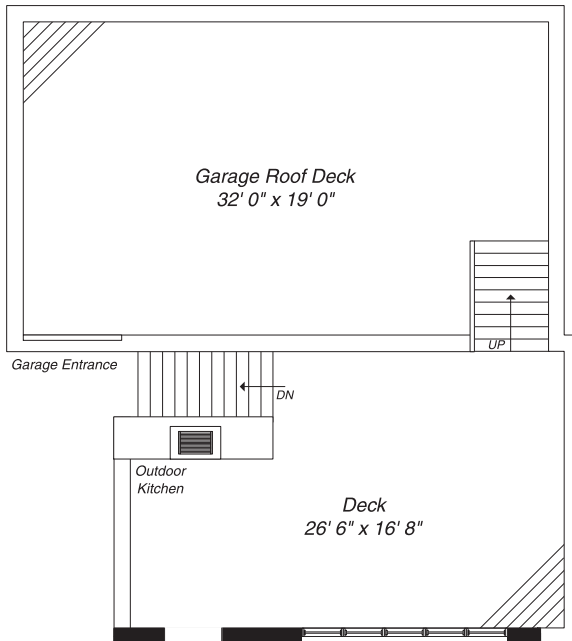 Garage Roof Deck
32' 0" x 19' 0"
UP
Garage Entrance
DN
Outdoor
Kitchen
Deck
26' 6" x 16' 8"